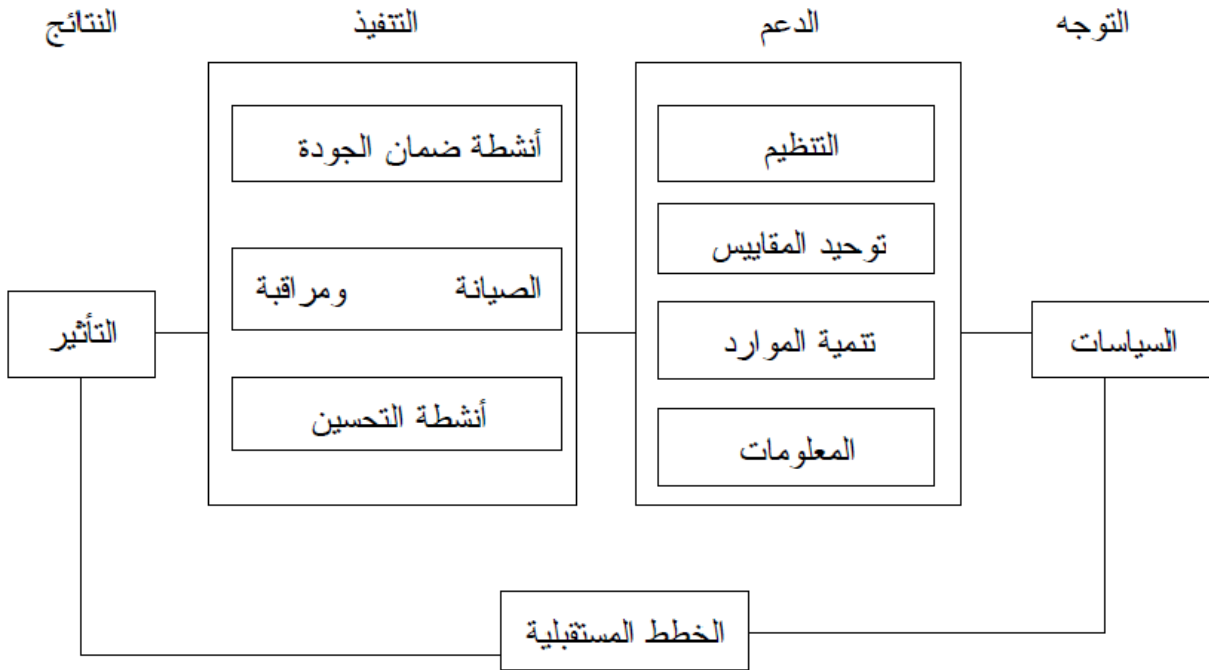 التوجه
الدعم
التنفيذ
النتائج
السياسات
التنظيم
توحيد المقاييس
تنمية الموارد
المعلومات
أنشطة ضمان الجودة
الصيانة ومراقبة
أنشطة التحسين
التأثير
الخطط المستقبلية